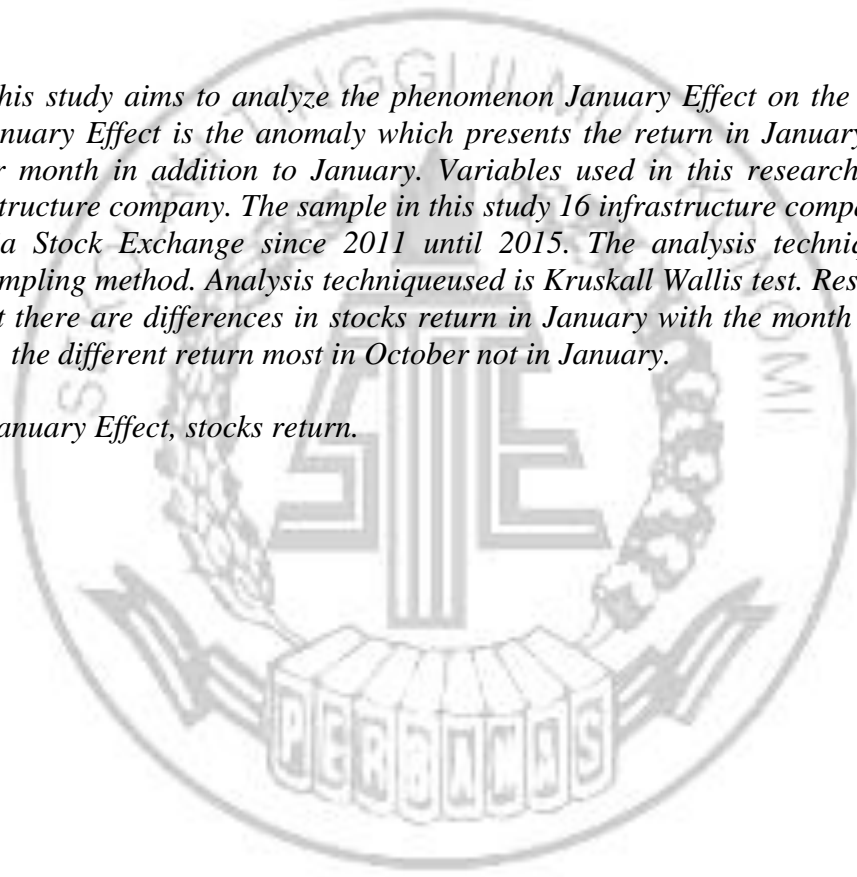 his study aims to analyze the phenomenon January Effect on the
anuary Effect is the anomaly which presents the return in January
r month in addition to January. Variables used in this research
structure company. The sample in this study 16 infrastructure compa
a Stock Exchange since 2011 until 2015. The analysis techniq
mpling method. Analysis techniqueused is Kruskall Wallis test. Res
t there are differences in stocks return in January with the month
the different return most in October not in January.
anuary Effect, stocks return.
PERBANAS